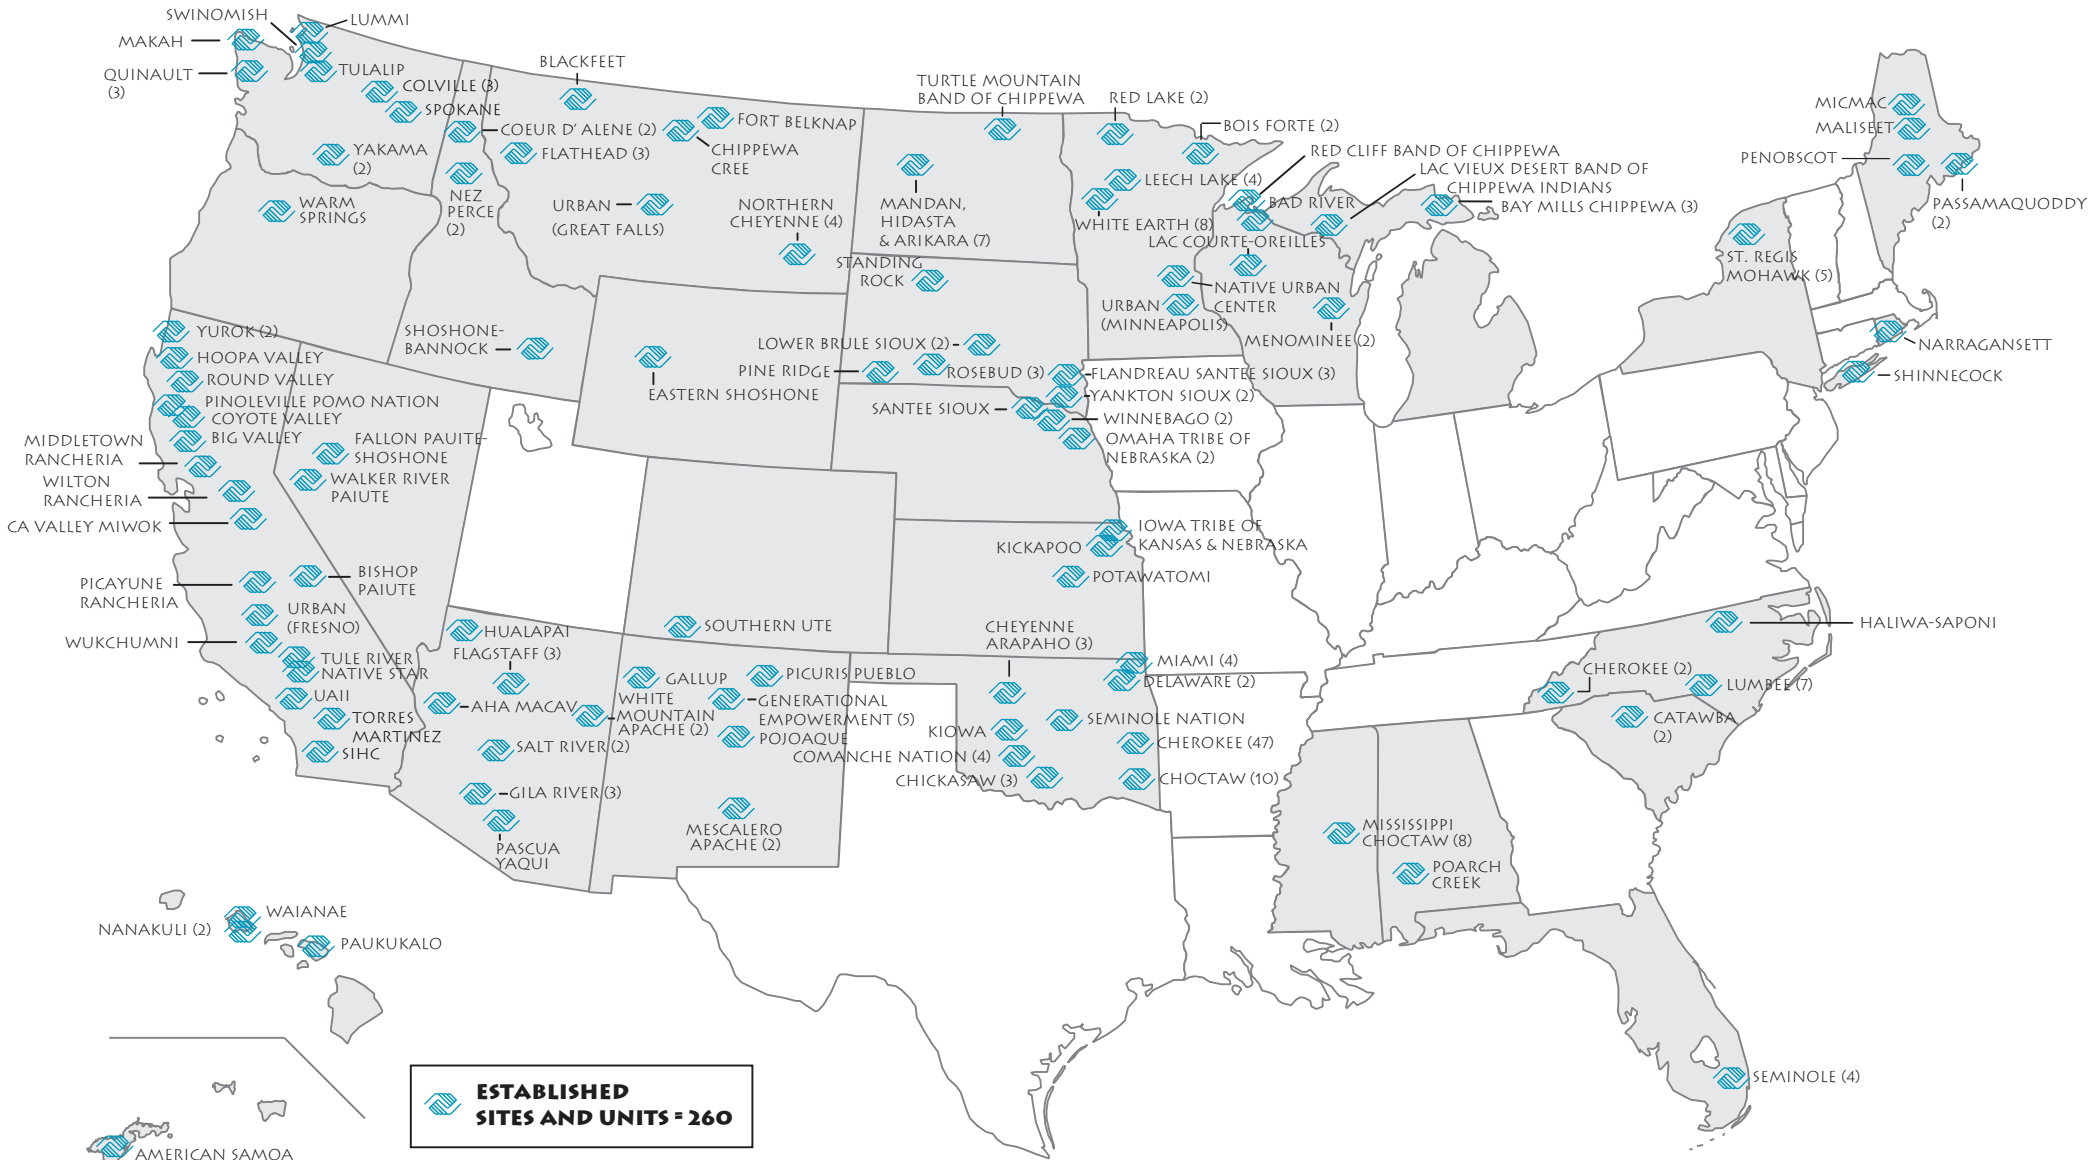 SWINOMISH
LUMMI
MAKAH
QUINAULT
(3)
TULALIP
COLVILLE (3)
SPOKANE
YAKAMA
(2)
WARM
SPRINGS
COEUR D' ALENE (2)
NEZ
PERCE
(2)
BLACKFEET
FLATHEAD (3)
FORT BELKNAP
CHIPPEWA
CREE
URBAN
(GREAT FALLS)
NORTHERN
CHEYENNE (4)
TURTLE MOUNTAIN
BAND OF CHIPPEWA
MANDAN,
HIDASTA
& ARIKARA (7)
STANDING
ROCK
RED LAKE (2)
BOIS FORTE (2)
LEECH LAKE (4)
WHITE EARTH (8)
RED CLIFF BAND OF CHIPPEWA
LAC VIEUX DESERT BAND OF
CHIPPEWA INDIANS
BAY MILLS CHIPPEWA (3)
BAD RIVER
LAC COURTE-OREILLES
NATIVE URBAN
CENTER
URBAN
(MINNEAPOLIS)
MENOMINEE (2)
MICMAC
MALISEET
PENOBSCOT
PASSAMAQUODDY
(2)
ST. REGIS
MOHAWK (5)
NARRAGANSETT
SHINNECOCK
YUROK (2)
HOOPA VALLEY
ROUND VALLEY
PINOLEVILLE POMO NATION
COYOTE VALLEY
BIG VALLEY
MIDDLETOWN
RANCHERIA
WILTON
RANCHERIA
CA VALLEY MIWOK
FALLON PAUITE-
SHOSHONE
WALKER RIVER
PAIUTE
SHOSHONE-
BANNOCK
EASTERN SHOSHONE
LOWER BRULE SIOUX (2)
PINE RIDGE
ROSEBUD (3)
FLANDREAU SANTEE SIOUX (3)
YANKTON SIOUX (2)
SANTEE SIOUX
WINNEBAGO (2)
OMAHA TRIBE OF
NEBRASKA (2)
IOWA TRIBE OF
KANSAS & NEBRASKA
KICKAPOO
POTAWATOMI
PICAYUNE
RANCHERIA
BISHOP
PAIUTE
URBAN
(FRESNO)
WUKCHUMNI
TULE RIVER
NATIVE STAR
UAII
TORRES
MARTINEZ
SIHC
HUALAPAI
FLAGSTAFF (3)
AHA MACAV
WHITE
MOUNTAIN
APACHE (2)
SALT RIVER (2)
GILA RIVER (3)
PASCUA
YAQUI
SOUTHERN UTE
GALLUP
PICURIS PUEBLO
GENERATIONAL
EMPOWERMENT (5)
POJOAQUE
MESCALERO
APACHE (2)
CHEYENNE
ARAPAHO (3)
MIAMI (4)
DELAWARE (2)
SEMINOLE NATION
KIOWA
CHEROKEE (47)
COMANCHE NATION (4)
CHICKASAW (3)
CHOCTAW (10)
HALIWA-SAPONI
CHEROKEE (2)
LUMBEE (7)
CATAWBA
(2)
MISSISSIPPI
CHOCTAW (8)
POARCH
CREEK
SEMINOLE (4)
WAIANAE
NANAKULI (2)
PAUKUKALO
AMERICAN SAMOA
ESTABLISHED
SITES AND UNITS = 260